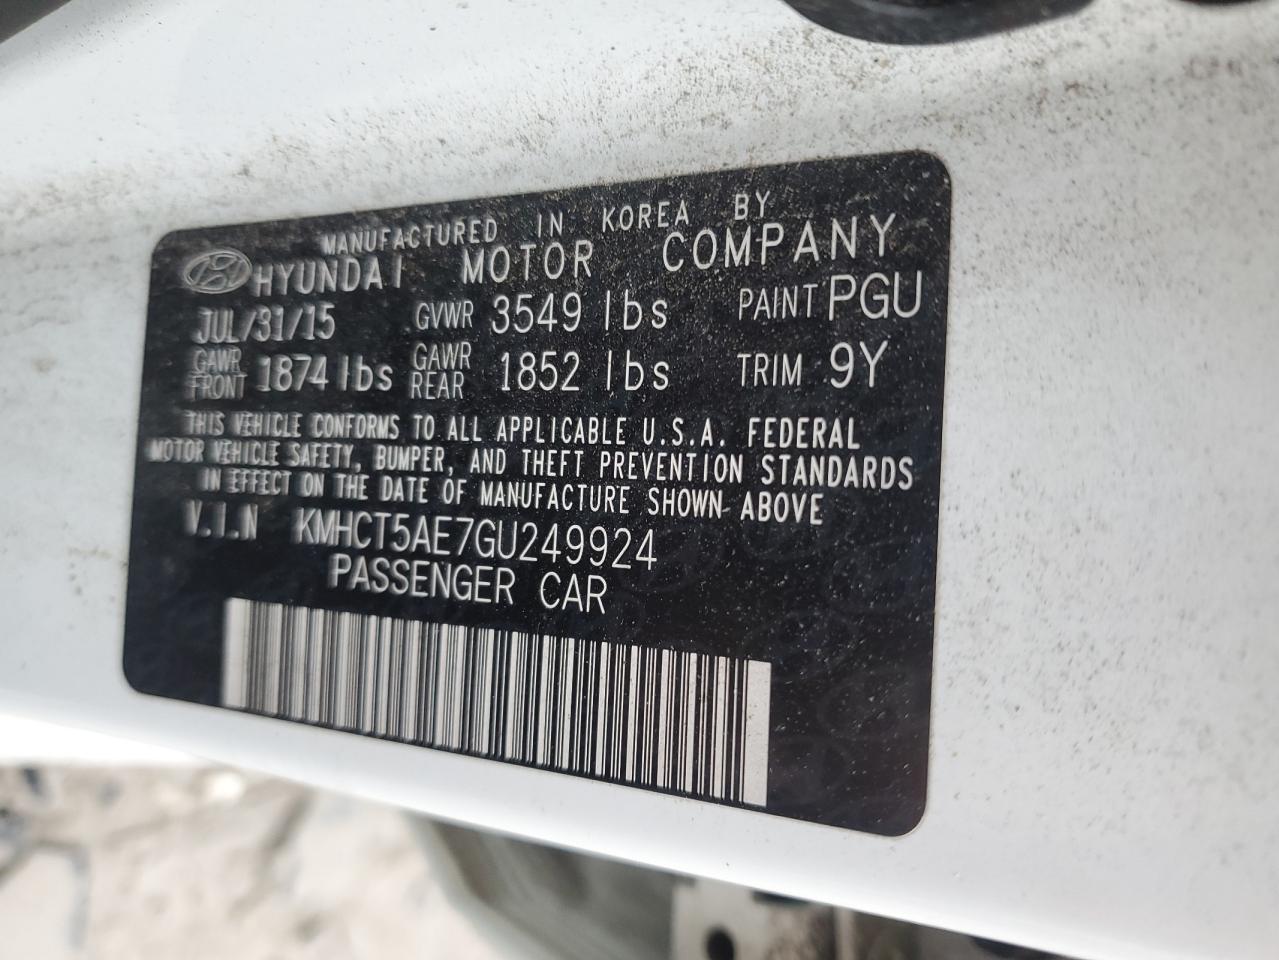 MANUFACTURED IN KOREA BY
HYUNDAI MOTOR COMPANY
JUL/31/15 GVWR 3549 lbs PAINT PGU
GAWR FRONT 1874 lbs GAWR REAR 1852 lbs TRIM 9Y
THIS VEHICLE CONFORMS TO ALL APPLICABLE U.S.A. FEDERAL
MOTOR VEHICLE SAFETY, BUMPER, AND THEFT PREVENTION STANDARDS
IN EFFECT ON THE DATE OF MANUFACTURE SHOWN ABOVE
V.I.N KMHCT5AE7GU249924
PASSENGER CAR